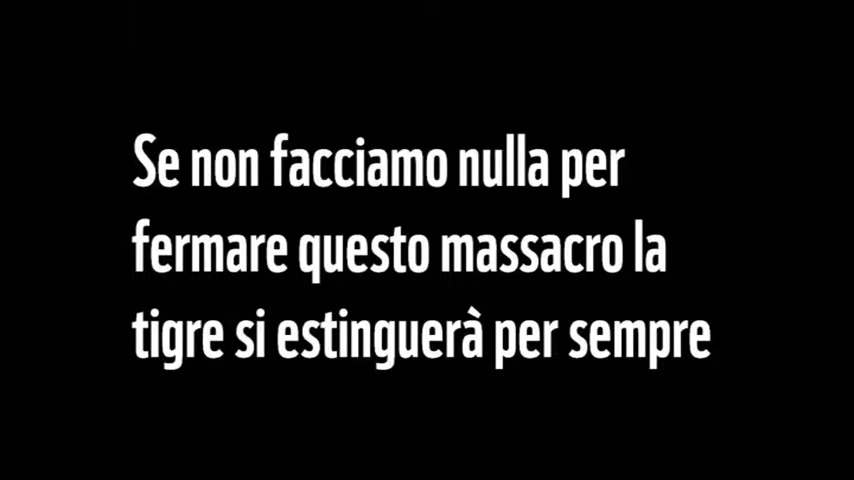 Se non facciamo nulla per
fermare questo massacro la
tigre si estinguerà per sempre